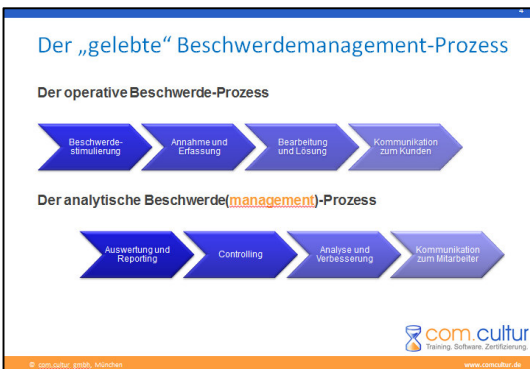 4
Der „gelebte“ Beschwerdemanagement-Prozess
Der operative Beschwerde-Prozess
Beschwerde-
stimulierung
Annahme und
Erfassung
Bearbeitung
und Lösung
Kommunikation
zum Kunden
Der analytische Beschwerde(management)-Prozess
Auswertung und
Reporting
Controlling
Analyse und
Verbesserung
Kommunikation
zum Mitarbeiter
com.cultur
Training. Software. Zertifizierung.
© com.cultur gmbh, München
www.comcultur.de